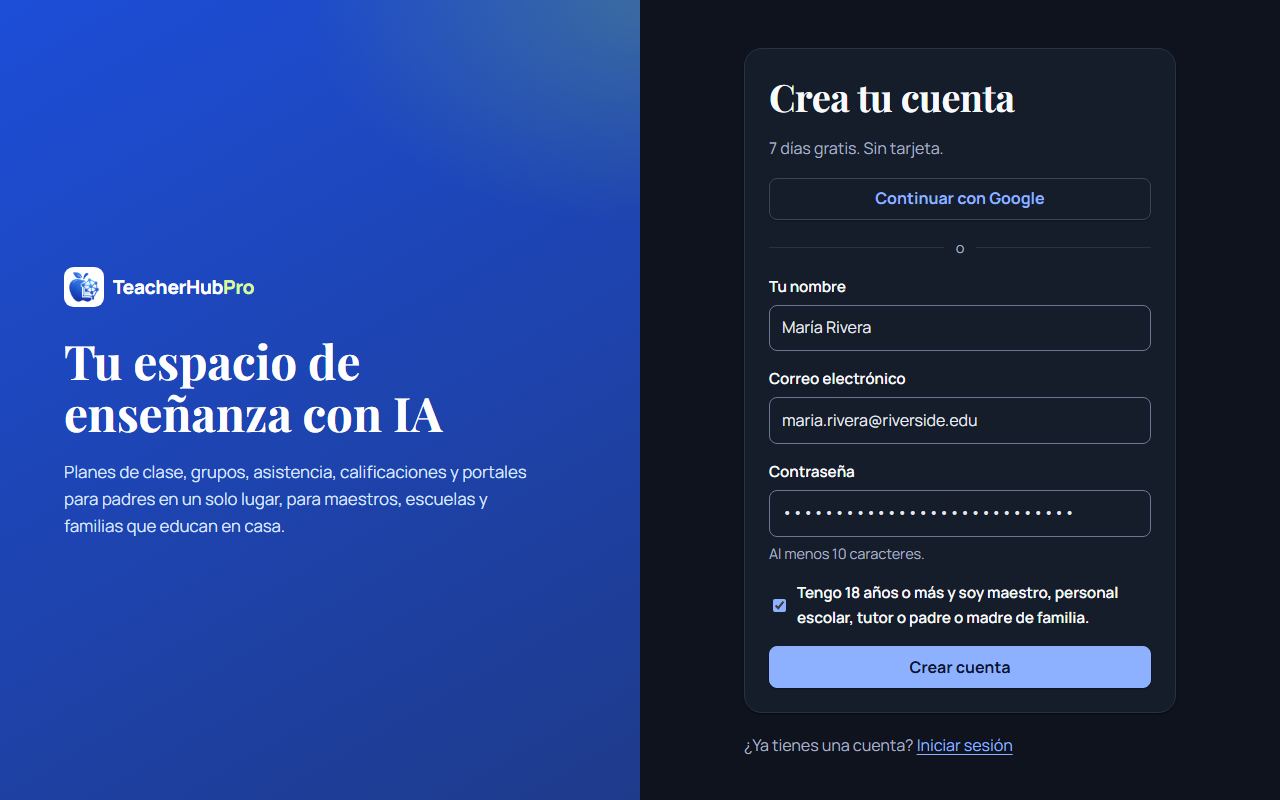 TeacherHubPro
Tu espacio de
enseñanza con IA
Planes de clase, grupos, asistencia, calificaciones y portales
para padres en un solo lugar, para maestros, escuelas y
familias que educan en casa.
Crea tu cuenta
7 días gratis. Sin tarjeta.
Continuar con Google
o
Tu nombre
María Rivera
Correo electrónico
maria.rivera@riverside.edu
Contraseña
••••••••••••••••••••••••••••
Al menos 10 caracteres.
Tengo 18 años o más y soy maestro, personal
escolar, tutor o padre o madre de familia.
Crear cuenta
¿Ya tienes una cuenta? Iniciar sesión